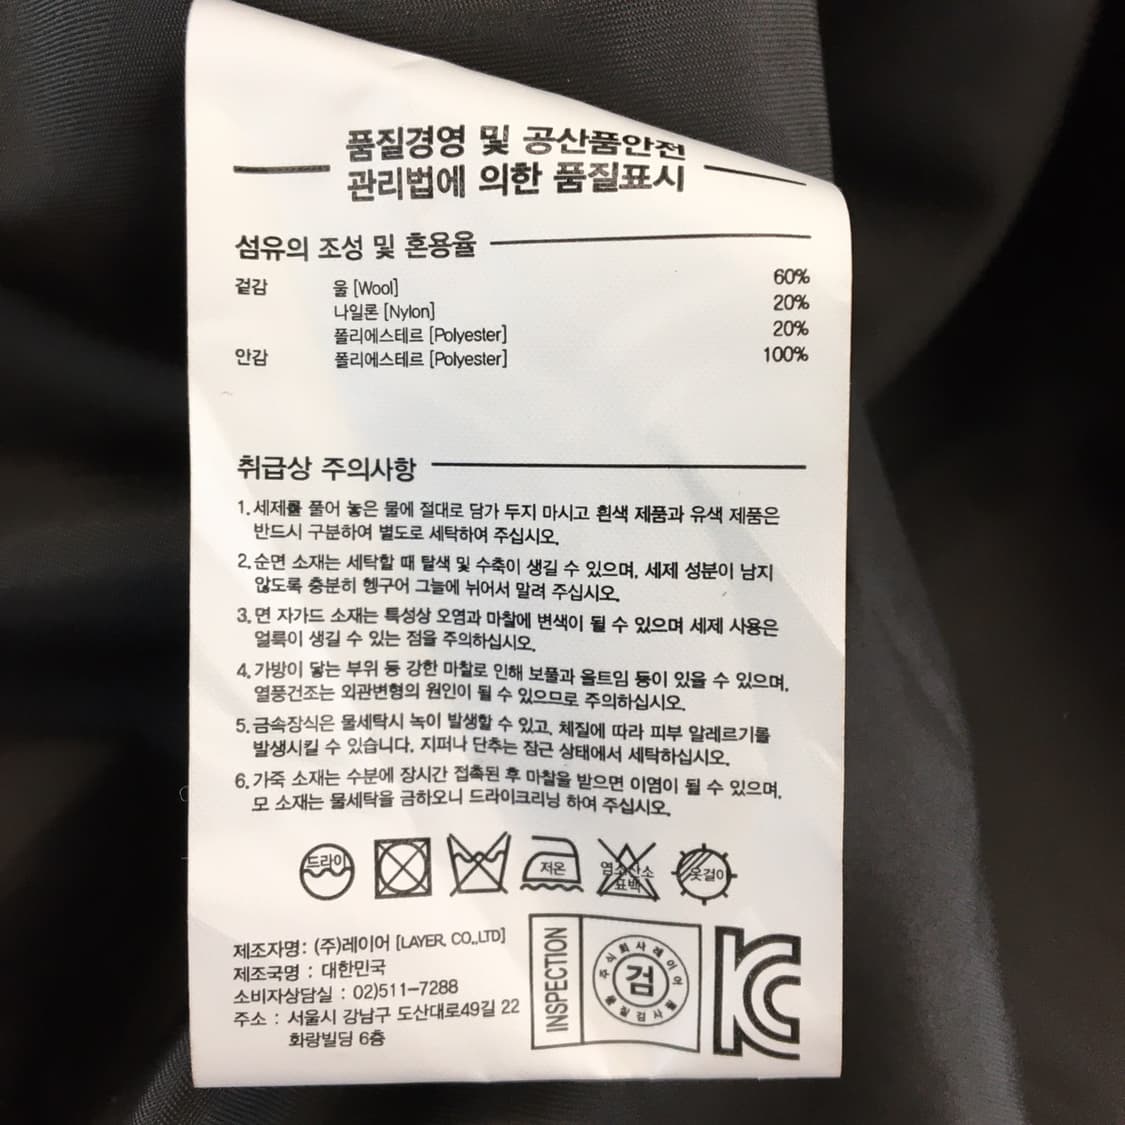 품질경영 및 공산품안전
관리법에 의한 품질표시
섬유의 조성 및 혼용율
겉감 울 [Wool] 60%
나일론 [Nylon] 20%
폴리에스테르 [Polyester] 20%
안감 폴리에스테르 [Polyester] 100%
취급상 주의사항
1. 세제를 풀어 놓은 물에 절대로 담가 두지 마시고 흰색 제품과 유색 제품은
반드시 구분하여 별도로 세탁하여 주십시오.
2. 순면 소재는 세탁할 때 탈색 및 수축이 생길 수 있으며, 세제 성분이 남지
않도록 충분히 헹구어 그늘에 뉘어서 말려 주십시오.
3. 면 자가드 소재는 특성상 오염과 마찰에 변색이 될 수 있으며 세제 사용은
얼룩이 생길 수 있는 점을 주의하십시오.
4. 가방이 닿는 부위 등 강한 마찰로 인해 보풀과 올트임 등이 있을 수 있으며,
열풍건조는 외관변형의 원인이 될 수 있으므로 주의하십시오.
5. 금속장식은 물세탁시 녹이 발생할 수 있고, 체질에 따라 피부 알레르기를
발생시킬 수 있습니다. 지퍼나 단추는 잠근 상태에서 세탁하십시오.
6. 가죽 소재는 수분에 장시간 접촉된 후 마찰을 받으면 이염이 될 수 있으며,
모 소재는 물세탁을 금하오니 드라이크리닝 하여 주십시오.
드라이
저온
염소산소
표백
옷걸이
제조자명: (주)레이어 [LAYER. CO.,LTD]
제조국명 : 대한민국
소비자상담실 : 02)511-7288
주소 : 서울시 강남구 도산대로49길 22
화랑빌딩 6층
INSPECTION
주식회사레이어
검
품질검사필
KC